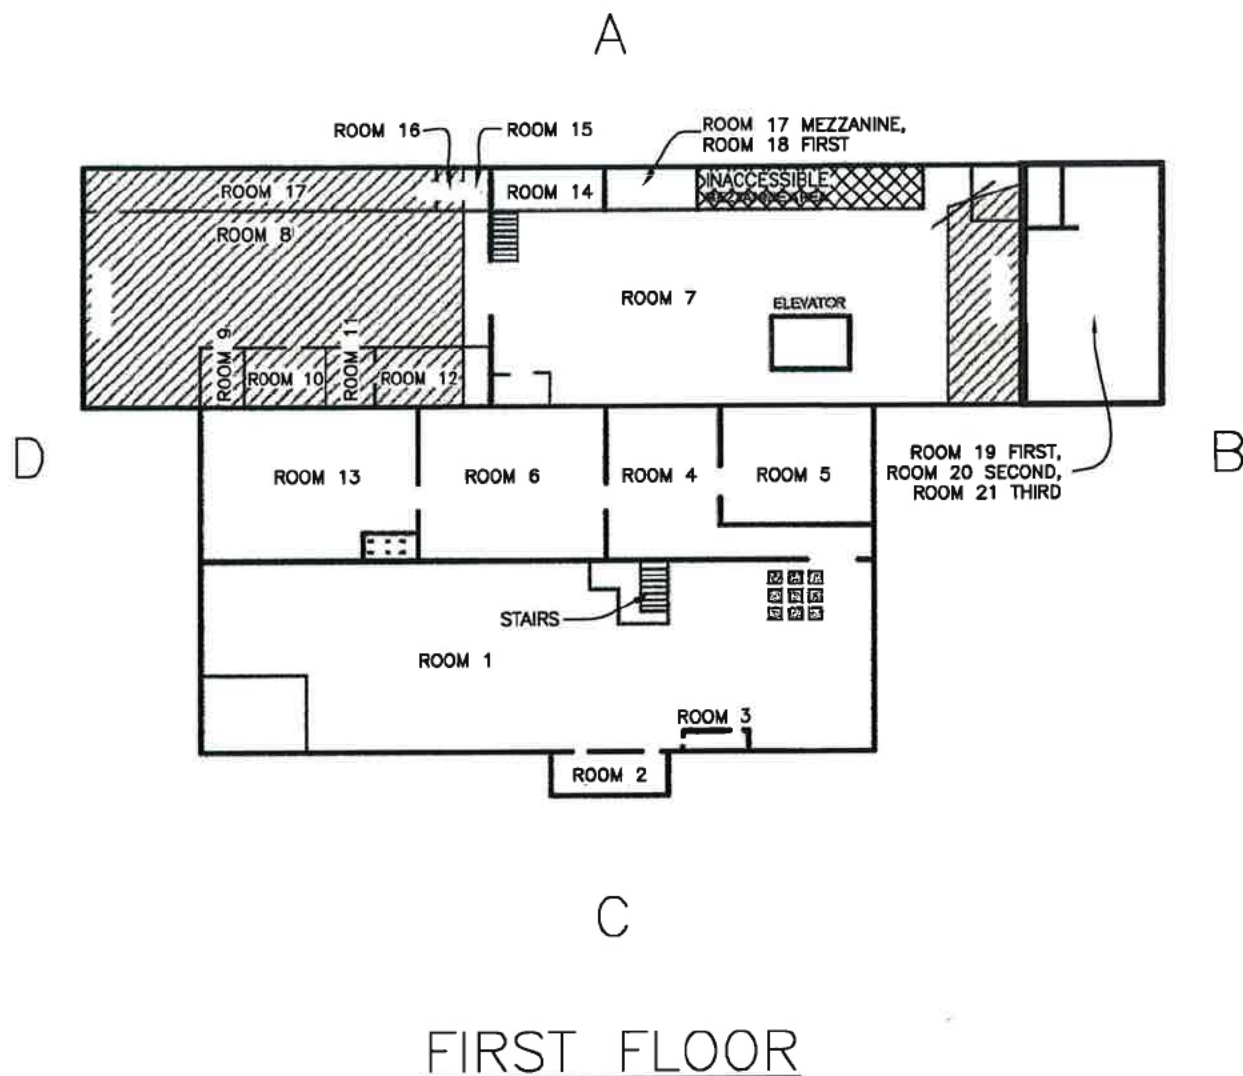 A
ROOM 16
ROOM 15
ROOM 17 MEZZANINE,
ROOM 18 FIRST
ROOM 17
ROOM 14
INACCESSIBLE
MEZZANINE AREA
ROOM 8
ROOM 7
ELEVATOR
ROOM 9
ROOM 10
ROOM 11
ROOM 12
D
B
ROOM 13
ROOM 6
ROOM 4
ROOM 5
ROOM 19 FIRST,
ROOM 20 SECOND,
ROOM 21 THIRD
STAIRS
ROOM 1
ROOM 3
ROOM 2
C
FIRST FLOOR